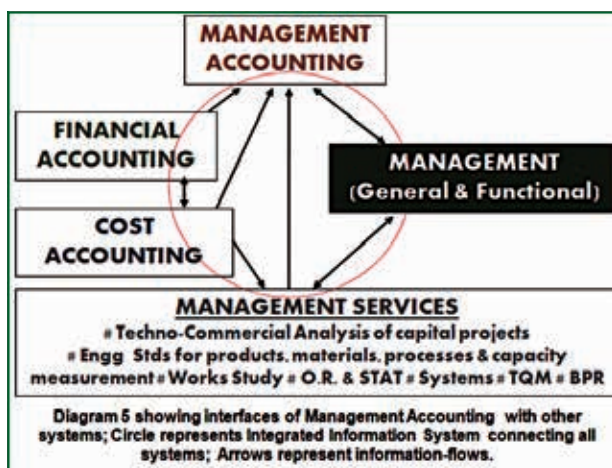 MANAGEMENT
ACCOUNTING
FINANCIAL
ACCOUNTING
MANAGEMENT
(General & Functional)
COST
ACCOUNTING
MANAGEMENT SERVICES
# Techno-Commercial Analysis of capital projects
# Engg Stds for products, materials, processes & capacity
measurement # Works Study # O.R. & STAT # Systems # TQM # BPR
Diagram 5 showing interfaces of Management Accounting with other
systems; Circle represents Integrated Information System connecting all
systems; Arrows represent information-flows.